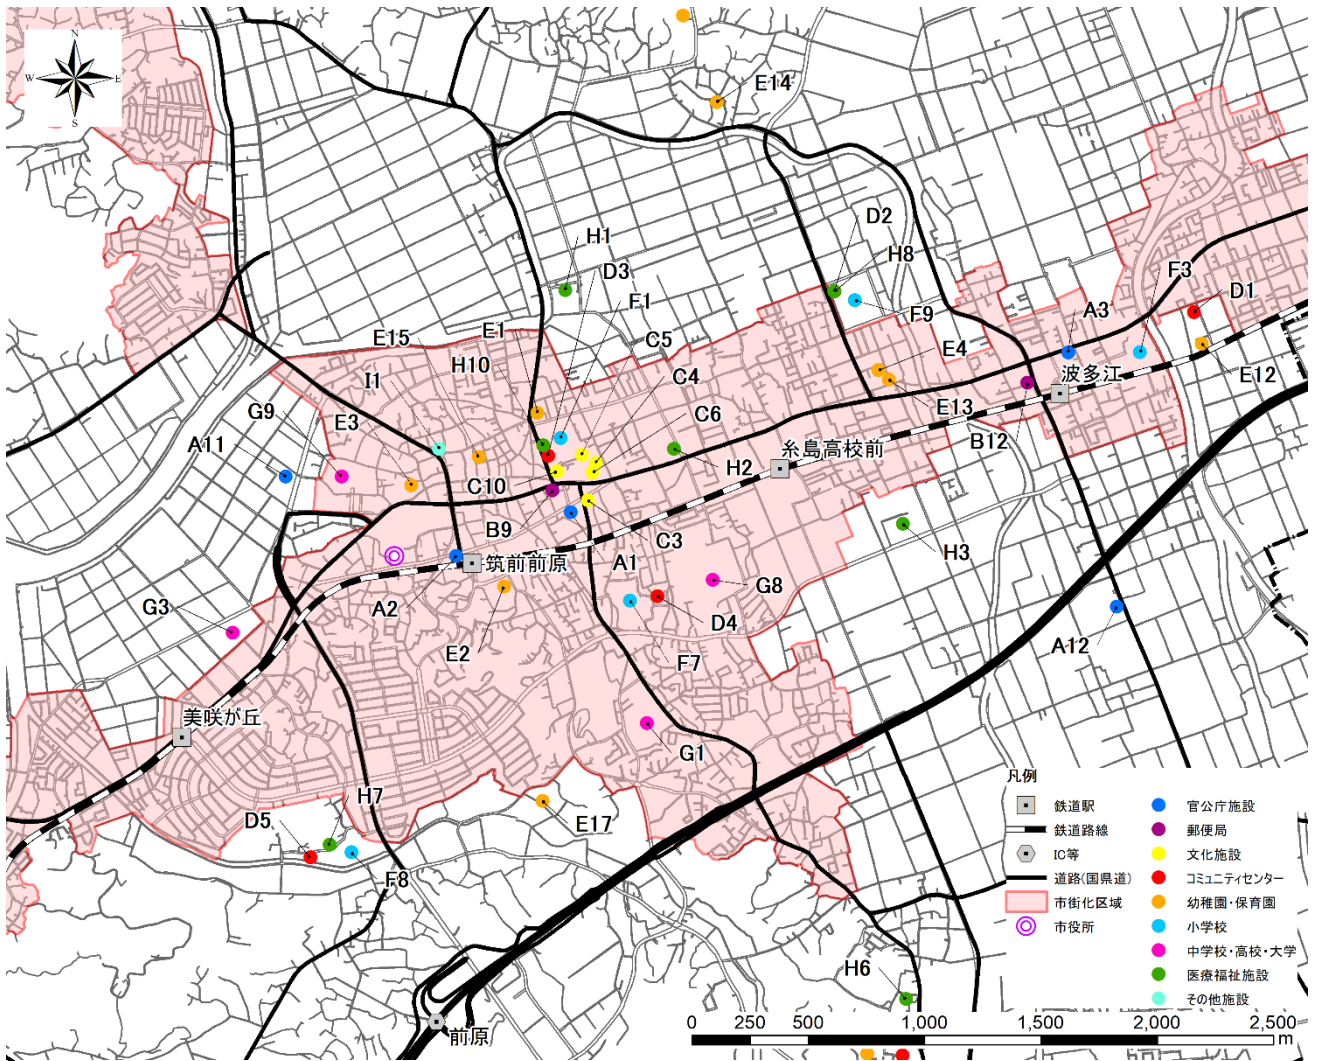 N
W
E
S
E14
D2
H1
H8
D3
F3
F1
D1
A3
E1
F9
E15
C5
H10
E4
C4
波多江
I1
E12
G9
C6
E13
E3
A11
糸島高校前
B12
H2
C10
B9
C3
H3
筑前前原
A1
G8
A2
G3
D4
E2
A12
F7
美咲が丘
G1
H7
D5
E17
F8
H6
前原
凡例
鉄道駅
鉄道路線
IC等
道路(国県道)
市街化区域
市役所
官公庁施設
郵便局
文化施設
コミュニティセンター
幼稚園・保育園
小学校
中学校・高校・大学
医療福祉施設
その他施設
0 250 500 1,000 1,500 2,000 2,500
m